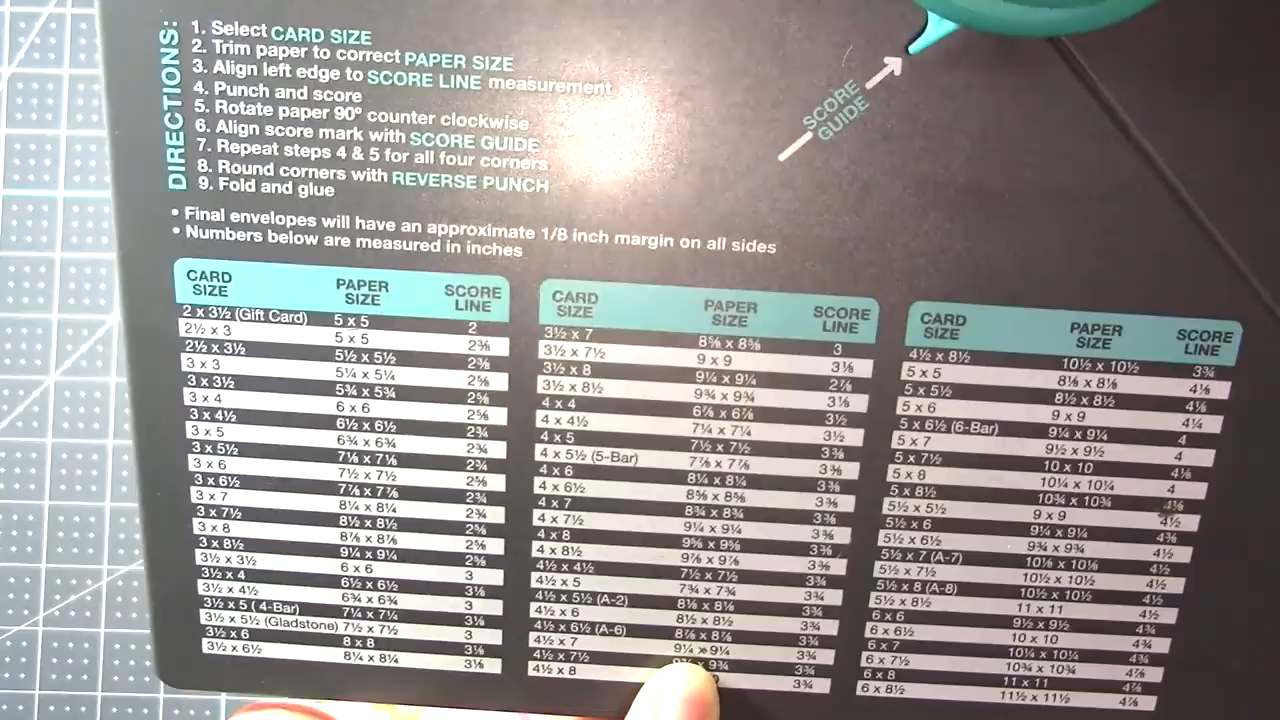 DIRECTIONS:
1. Select CARD SIZE
2. Trim paper to correct PAPER SIZE
3. Align left edge to SCORE LINE measurement
4. Punch and score
5. Rotate paper 90º counter clockwise
6. Align score mark with SCORE GUIDE
7. Repeat steps 4 & 5 for all four corners
8. Round corners with REVERSE PUNCH
9. Fold and glue
SCORE
GUIDE
• Final envelopes will have an approximate 1/8 inch margin on all sides
• Numbers below are measured in inches
CARD SIZE PAPER SIZE SCORE LINE
2 x 3½ (Gift Card) 5 x 5 2
2½ x 3 5 x 5 2⅜
2½ x 3½ 5½ x 5½ 2⅜
3 x 3 5¼ x 5¼ 2⅝
3 x 3½ 5¾ x 5¾ 2⅝
3 x 4 6 x 6 2⅝
3 x 4½ 6½ x 6½ 2¾
3 x 5 6¾ x 6¾ 2¾
3 x 5½ 7⅛ x 7⅛ 2¾
3 x 6 7½ x 7½ 2⅝
3 x 6½ 7⅞ x 7⅞ 2¾
3 x 7 8¼ x 8¼ 2¾
3 x 7½ 8½ x 8½ 2⅝
3 x 8 8⅞ x 8⅞ 2⅝
3 x 8½ 9¼ x 9¼ 2⅝
3½ x 3½ 6 x 6 3
3½ x 4 6½ x 6½ 3⅛
3½ x 4½ 6¾ x 6¾ 3
3½ x 5 ( 4-Bar) 7¼ x 7¼ 3⅛
3½ x 5½ (Gladstone) 7½ x 7½ 3
3½ x 6 8 x 8 3⅛
3½ x 6½ 8¼ x 8¼ 3⅛
CARD SIZE PAPER SIZE SCORE LINE
3½ x 7 8⅝ x 8⅝ 3
3½ x 7½ 9 x 9 3⅛
3½ x 8 9¼ x 9¼ 2⅞
3½ x 8½ 9¾ x 9¾ 3⅛
4 x 4 6⅞ x 6⅞ 3½
4 x 4½ 7¼ x 7¼ 3½
4 x 5 7½ x 7½ 3⅜
4 x 5½ (5-Bar) 7⅞ x 7⅞ 3⅜
4 x 6 8¼ x 8¼ 3⅜
4 x 6½ 8⅝ x 8⅝ 3⅜
4 x 7 8¾ x 8¾ 3⅜
4 x 7½ 9¼ x 9¼ 3⅜
4 x 8 9⅝ x 9⅝ 3⅜
4 x 8½ 9⅞ x 9⅞ 3⅜
4½ x 4½ 7½ x 7½ 3¾
4½ x 5 7¾ x 7¾ 3¾
4½ x 5½ (A-2) 8⅛ x 8⅛ 3¾
4½ x 6 8½ x 8½ 3¾
4½ x 6½ (A-6) 8⅞ x 8⅞ 3¾
4½ x 7 9¼ x 9¼ 3¾
4½ x 7½ x 9¾ 3¾
4½ x 8 3¾
CARD SIZE PAPER SIZE SCORE LINE
4½ x 8½ 10½ x 10½ 3¾
5 x 5 8⅛ x 8⅛ 4⅛
5 x 5½ 8½ x 8½ 4⅛
5 x 6 9 x 9 4¼
5 x 6½ (6-Bar) 9¼ x 9¼ 4
5 x 7 9½ x 9½ 4
5 x 7½ 10 x 10 4⅛
5 x 8 10¼ x 10¼ 4
5 x 8½ 10¾ x 10¾ 4⅛
5½ x 5½ 9 x 9 4½
5½ x 6 9¼ x 9¼ 4⅜
5½ x 6½ 9¾ x 9¾ 4½
5½ x 7 (A-7) 10⅛ x 10⅛ 4½
5½ x 7½ 10½ x 10½ 4½
5½ x 8 (A-8) 10½ x 10½ 4½
5½ x 8½ 11 x 11 4½
6 x 6 9½ x 9½ 4¾
6 x 6½ 10 x 10 4¾
6 x 7 10¼ x 10¼ 4¾
6 x 7½ 10¾ x 10¾ 4⅞
6 x 8 11 x 11 4⅞
6 x 8½ 11½ x 11½ 4⅞